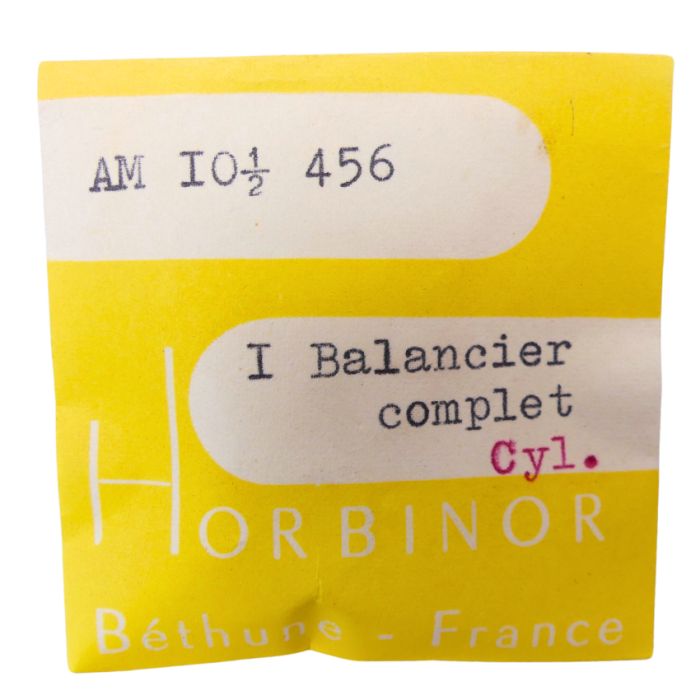 AM IO½ 456
I Balancier
complet
Cyl.
HORBINOR
Béthune - France